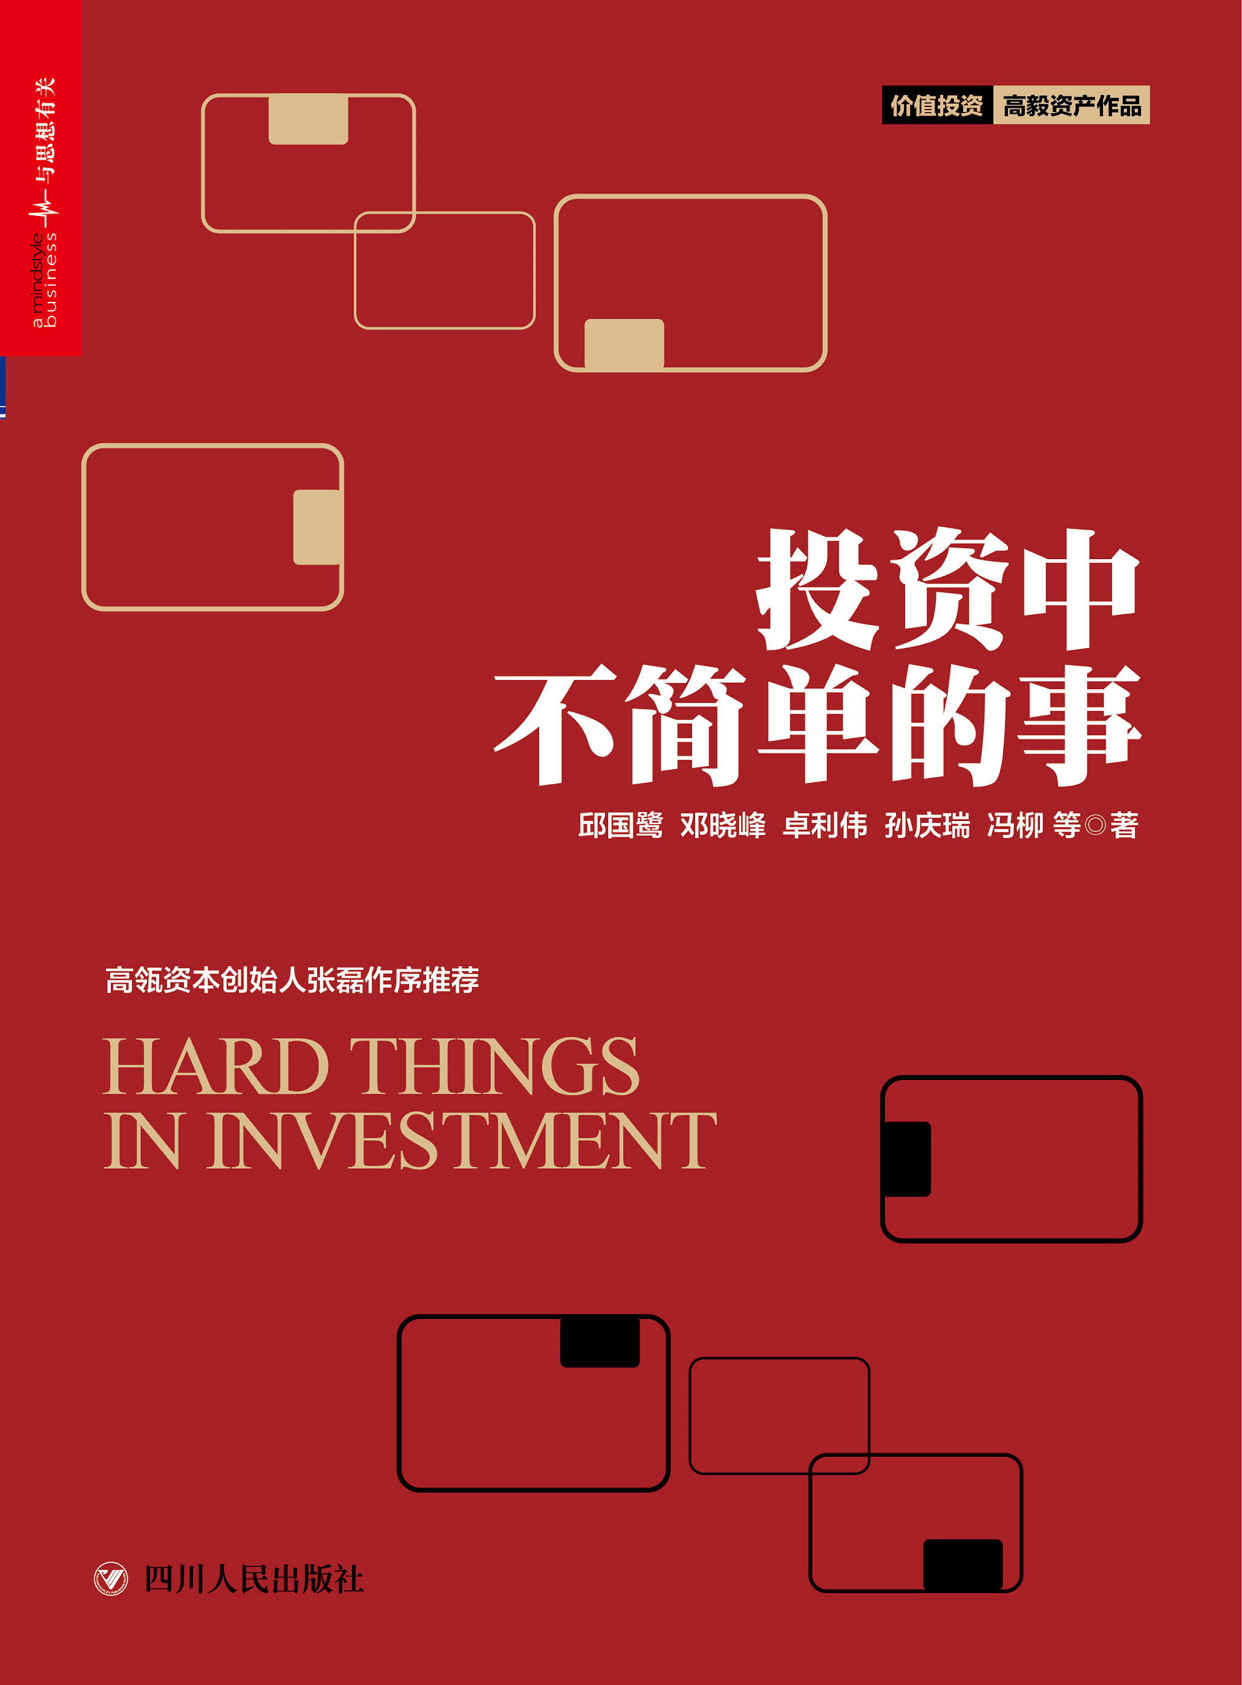 与思想有关
a mindstyle
business
价值投资 高毅资产作品
投资中
不简单的事
邱国鹭 邓晓峰 卓利伟 孙庆瑞 冯柳 等◎著
高瓴资本创始人张磊作序推荐
HARD THINGS
IN INVESTMENT
四川人民出版社